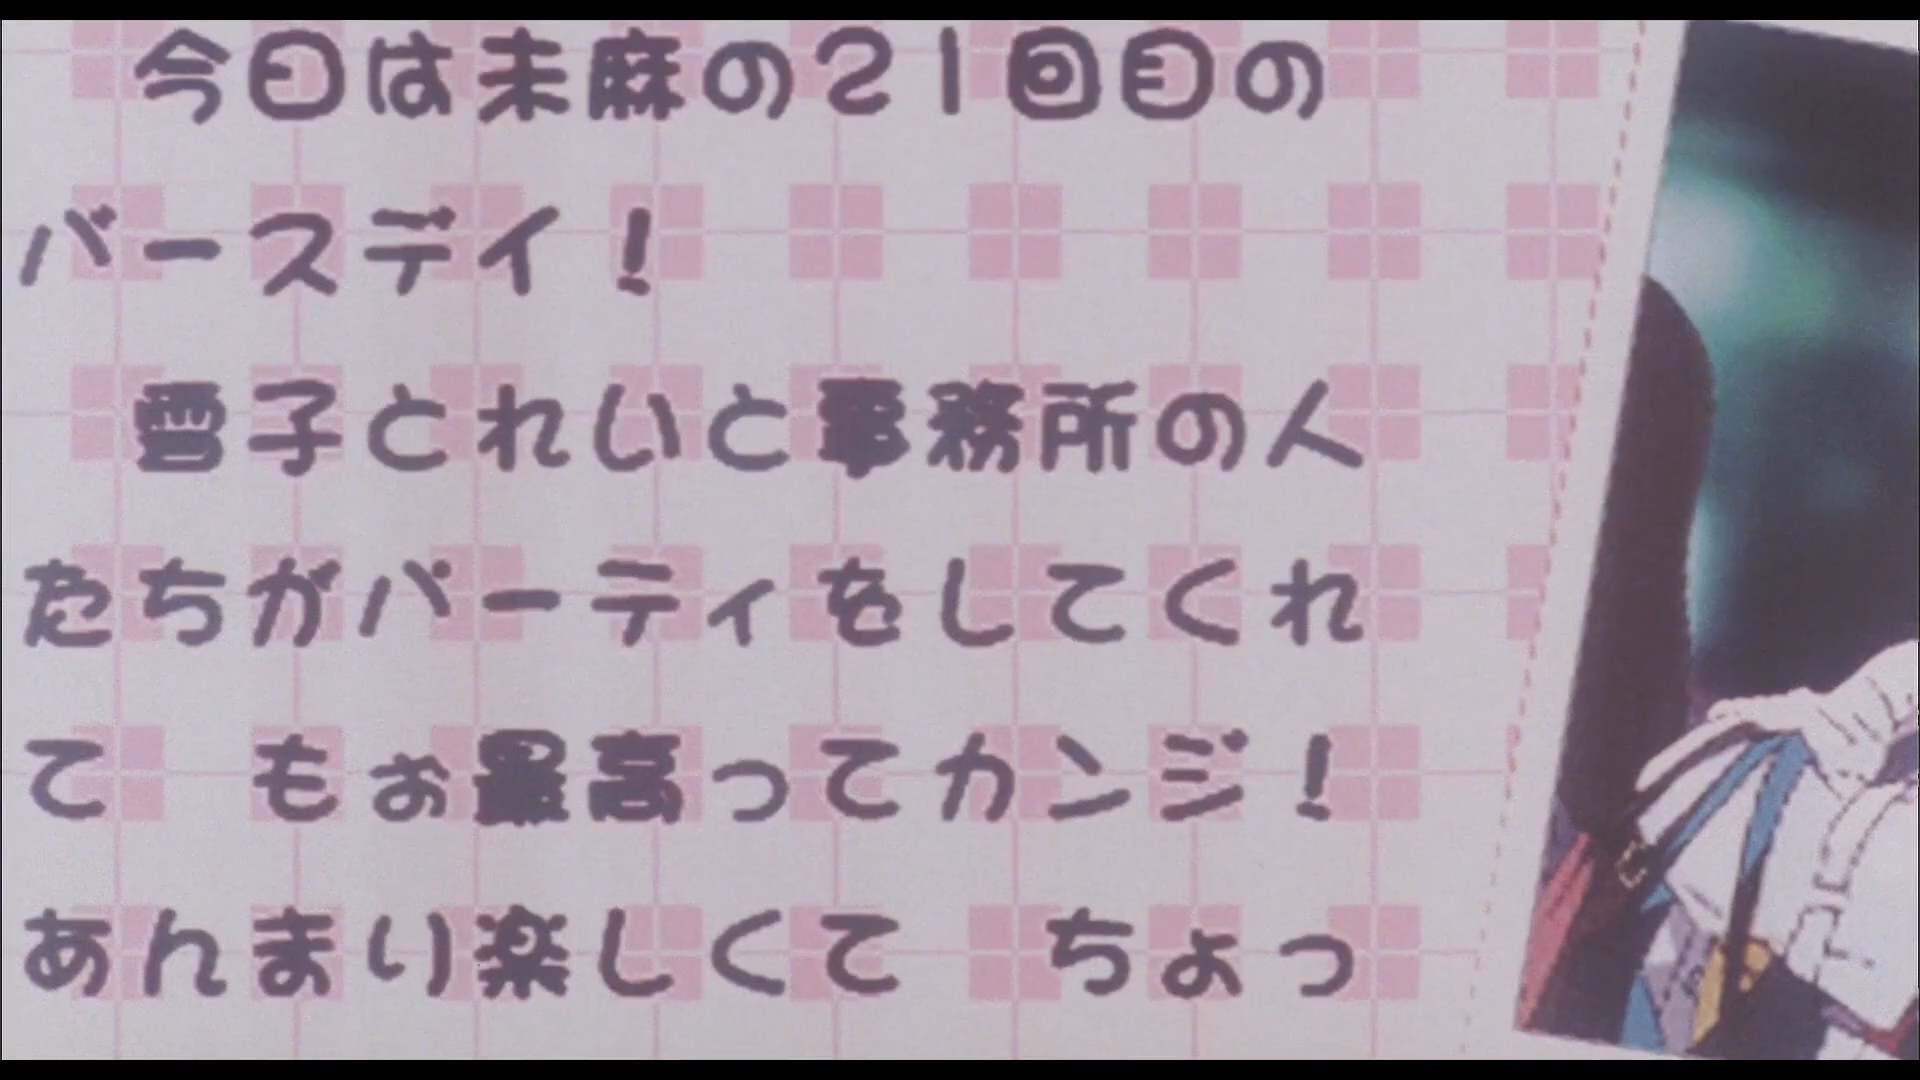 今日は未麻の21回目の
バースデイ！
雪子とれいと事務所の人
たちがパーティをしてくれ
て　もぉ最高ってカンジ！
あんまり楽しくて　ちょっ